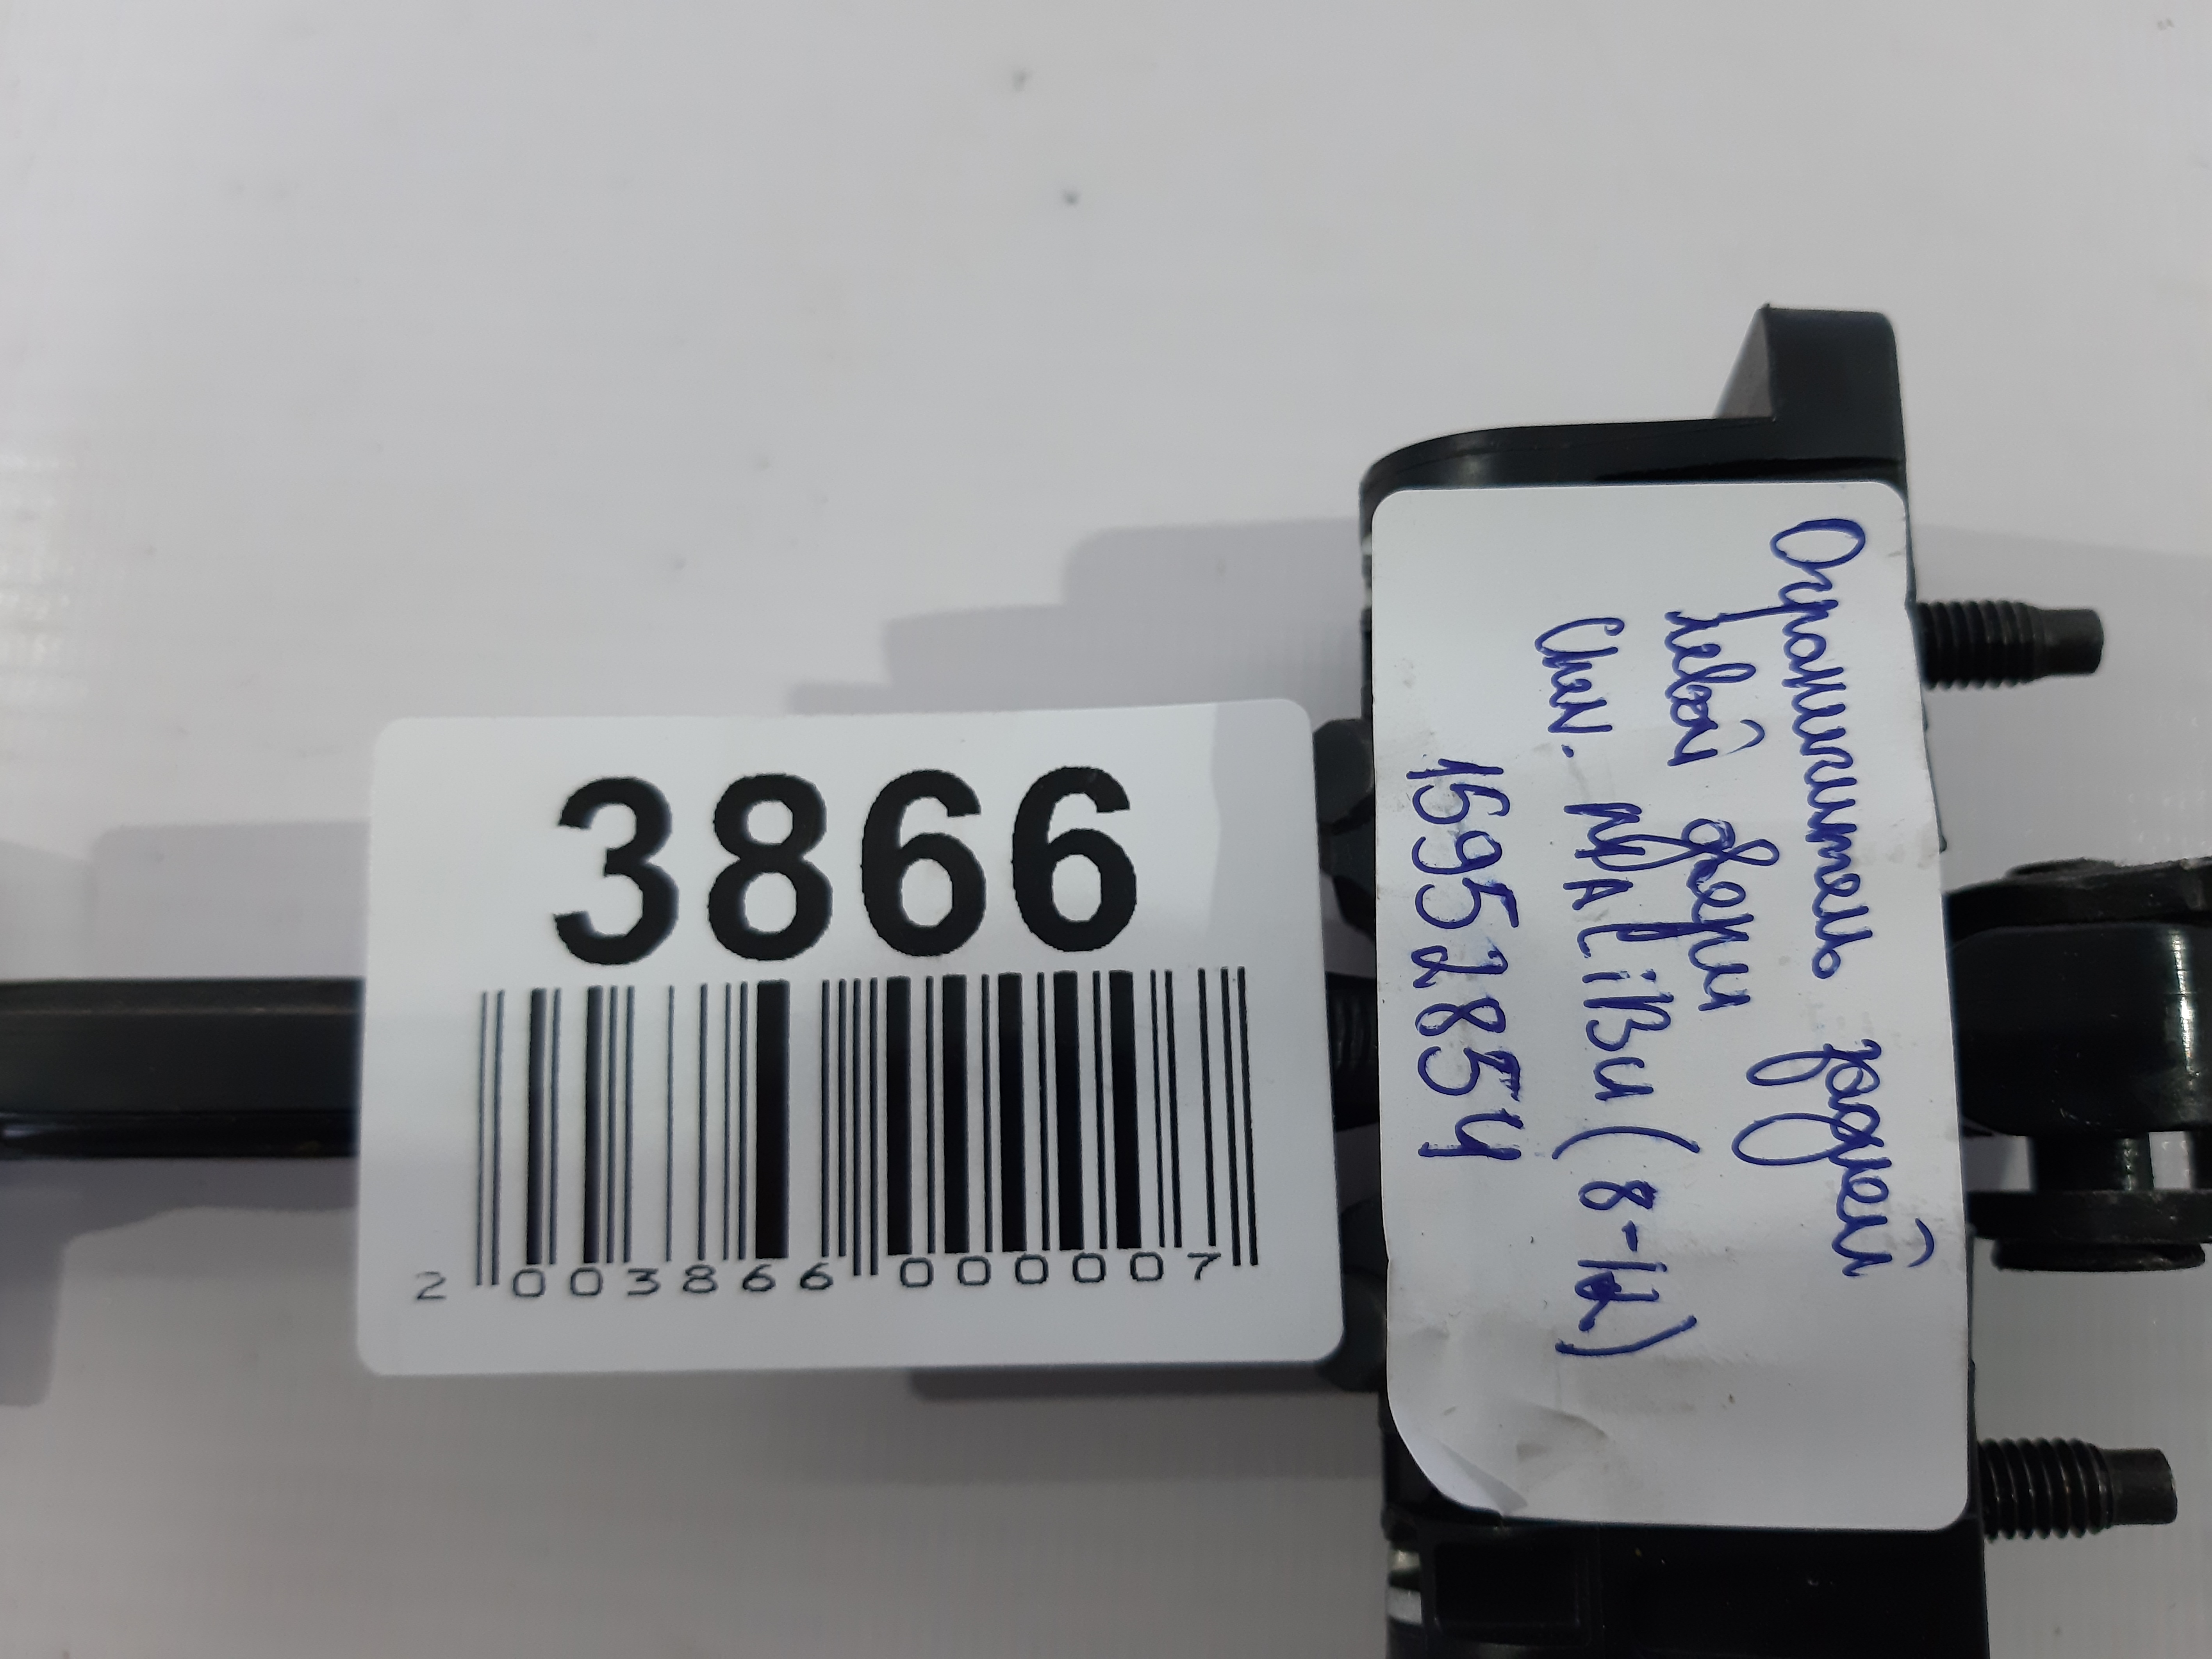 3866
2 003866 000007
Ограничитель задней
левой двери
Chev. MALiBu (8-12)
15952854